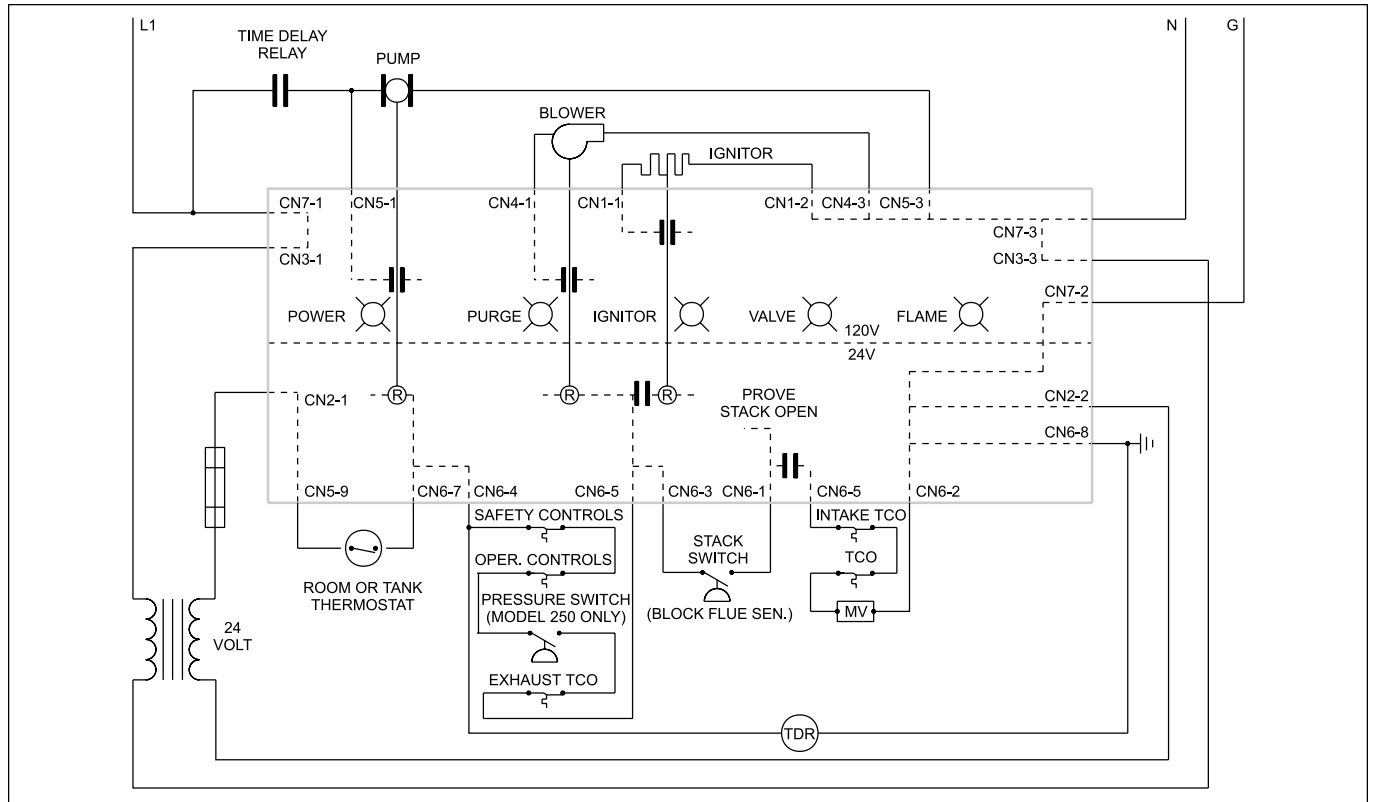 L1
N
G
TIME DELAY
RELAY
PUMP
BLOWER
IGNITOR
CN7-1
CN5-1
CN4-1
CN1-1
CN1-2
CN4-3
CN5-3
CN7-3
CN3-1
CN3-3
CN7-2
POWER
PURGE
IGNITOR
VALVE
FLAME
120V
24V
CN2-1
R
R
R
PROVE
STACK OPEN
CN2-2
CN6-8
CN5-9
CN6-7
CN6-4
CN6-5
CN6-3
CN6-1
CN6-5
CN6-2
SAFETY CONTROLS
INTAKE TCO
STACK
SWITCH
OPER. CONTROLS
TCO
ROOM OR TANK
THERMOSTAT
PRESSURE SWITCH
(MODEL 250 ONLY)
(BLOCK FLUE SEN.)
MV
24
VOLT
EXHAUST TCO
TDR